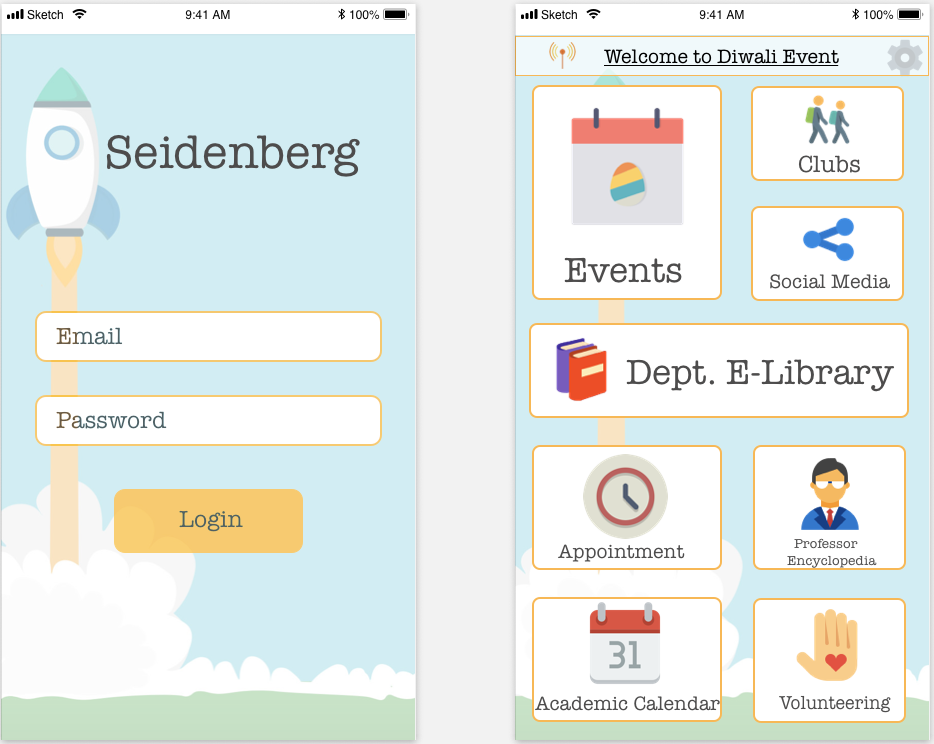 Sketch 9:41 AM 100%
Seidenberg
Email
Password
Login
Sketch 9:41 AM 100%
Welcome to Diwali Event
Events
Clubs
Social Media
Dept. E-Library
Appointment
Professor
Encyclopedia
31
Academic Calendar
Volunteering